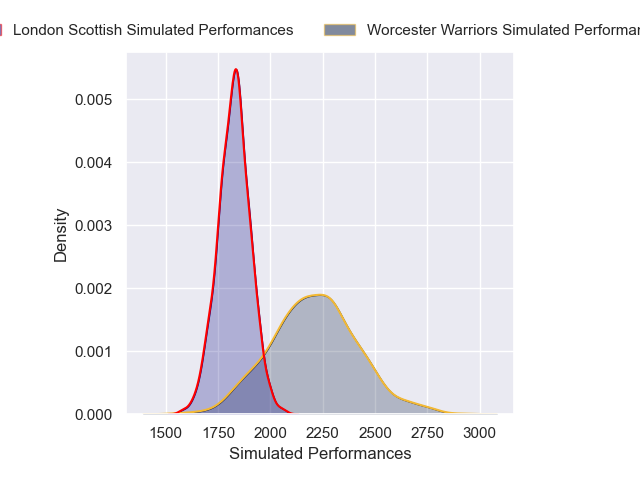 London Scottish Simulated Performances
Worcester Warriors Simulated
0.005
0.004
0.003
0.002
0.001
0.000
Density
1500 1750 2000 2250 2500 2750 3000
Simulated Performances